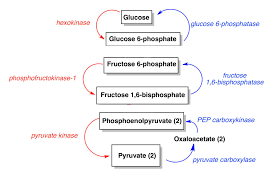 Glucose
hexokinase
glucose 6-phosphatase
Glucose 6-phosphate
Fructose 6-phosphate
phosphofructokinase-1
fructose
1,6-bisphosphatase
Fructose 1,6-bisphosphate
Phosphoenolpyruvate (2)
PEP carboxykinase
pyruvate kinase
Oxaloacetate (2)
Pyruvate (2)
pyruvate carboxylase